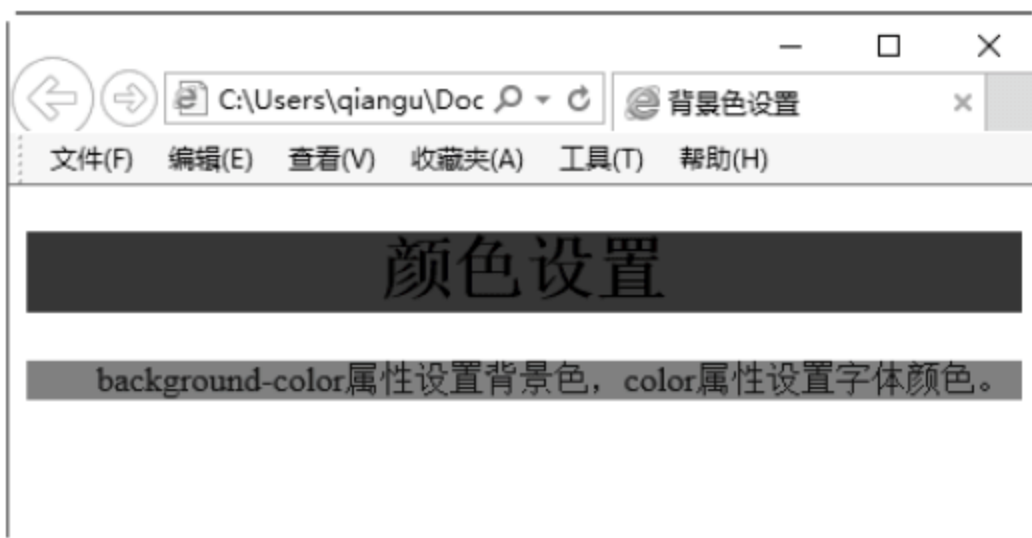 C:\Users\qiangu\Doc 背景色设置
文件(F) 编辑(E) 查看(V) 收藏夹(A) 工具(T) 帮助(H)
颜色设置
background-color属性设置背景色，color属性设置字体颜色。